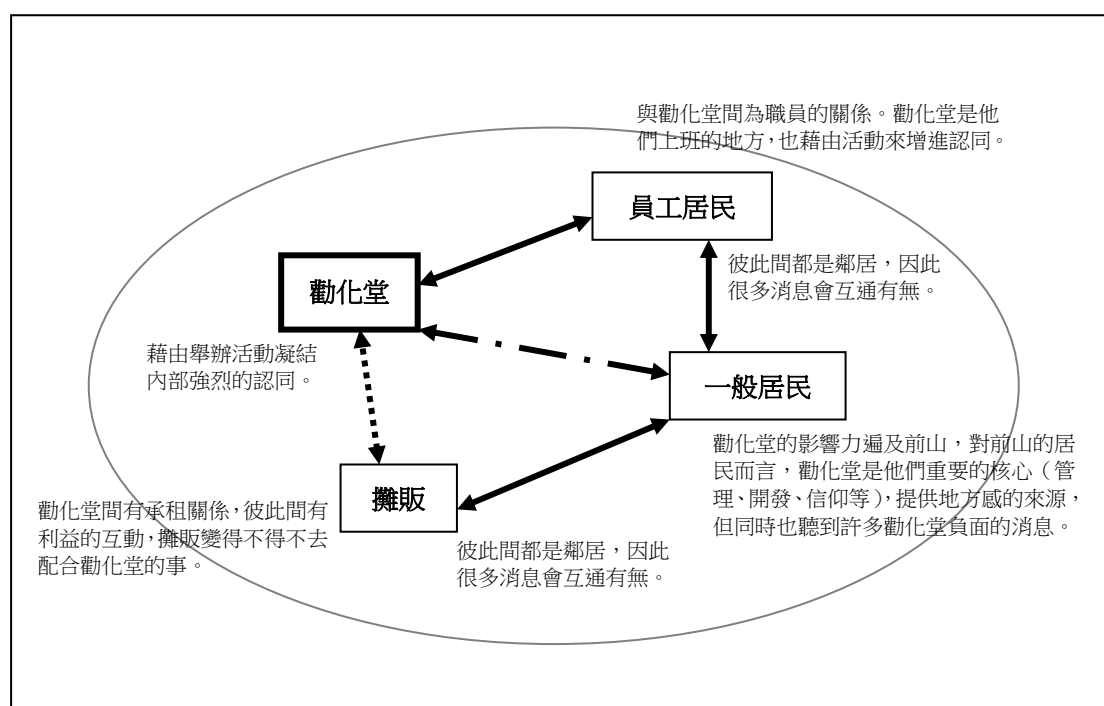 與勸化堂間為職員的關係。勸化堂是他
們上班的地方，也藉由活動來增進認同。
員工居民
彼此間都是鄰居，因此
很多消息會互通有無。
勸化堂
藉由舉辦活動凝結
內部強烈的認同。
一般居民
勸化堂的影響力遍及前山，對前山的居
民而言，勸化堂是他們重要的核心（管
理、開發、信仰等），提供地方感的來源，
但同時也聽到許多勸化堂負面的消息。
攤販
勸化堂間有承租關係，彼此間有
利益的互動，攤販變得不得不去
配合勸化堂的事。
彼此間都是鄰居，因此
很多消息會互通有無。